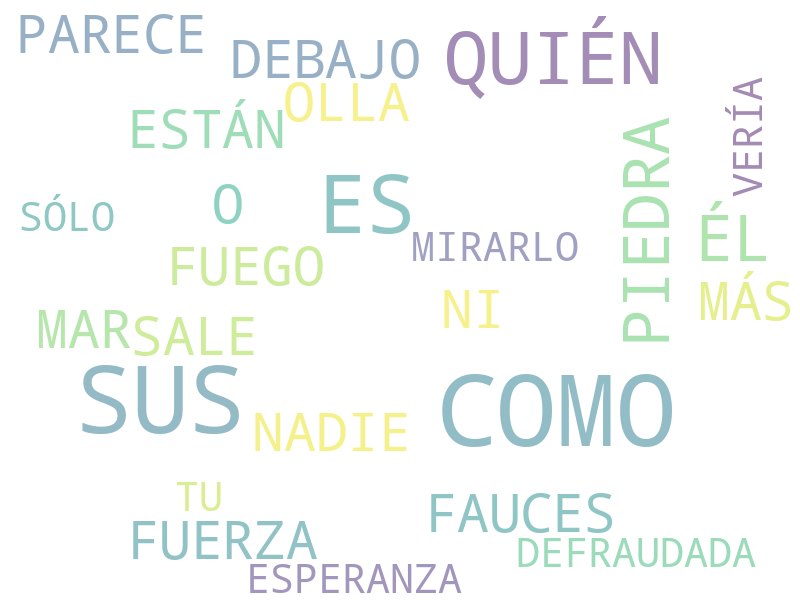 PARECE
DEBAJO
QUIÉN
OLLA
VERÍA
ESTÁN
PIEDRA
ES
O
SÓLO
ÉL
MIRARLO
FUEGO
MÁS
NI
MAR
SALE
SUS
COMO
NADIE
TU
FAUCES
FUERZA
DEFRAUDADA
ESPERANZA